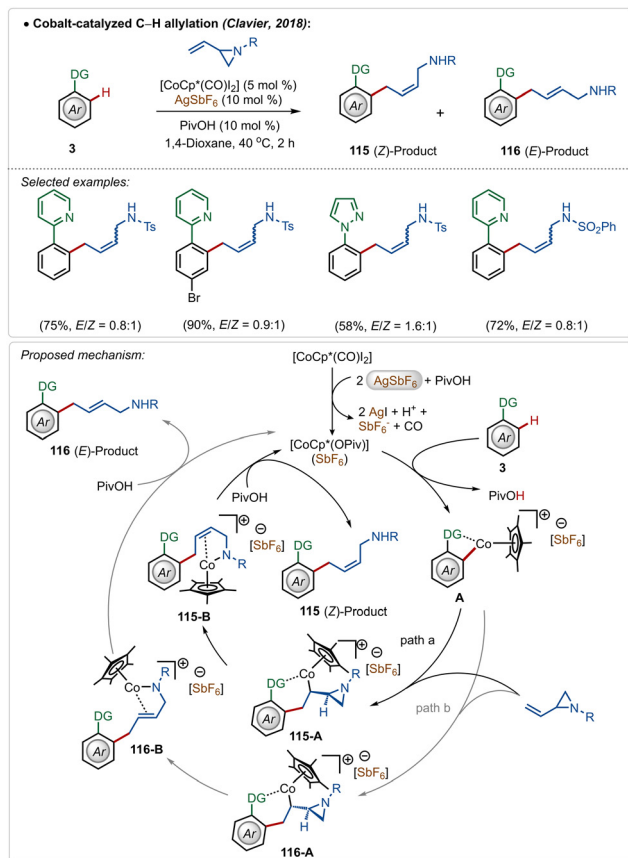 • Cobalt-catalyzed C–H allylation (Clavier, 2018):
DG
H
Ar
3
N–R
[CoCp*(CO)I2] (5 mol %)
AgSbF6 (10 mol %)
PivOH (10 mol %)
1,4-Dioxane, 40 °C, 2 h
DG
Ar
NHR
115 (Z)-Product
+
DG
Ar
NHR
116 (E)-Product
Selected examples:
N
H
N
Ts
(75%, E/Z = 0.8:1)
N
H
N
Ts
Br
(90%, E/Z = 0.9:1)
N
N
H
N
Ts
(58%, E/Z = 1.6:1)
N
H
N
SO2Ph
(72%, E/Z = 0.8:1)
Proposed mechanism:
[CoCp*(CO)I2]
2 AgSbF6 + PivOH
2 AgI + H+ +
SbF6- + CO
[CoCp*(OPiv)]
(SbF6)
DG
Ar
NHR
116 (E)-Product
PivOH
PivOH
DG
H
Ar
3
PivOH
DG
Ar
Co
+
−
[SbF6]
A
DG
Ar
N
R
Co
+
−
[SbF6]
115-B
DG
Ar
NHR
115 (Z)-Product
path a
path b
N
R
Co
DG
Ar
H
N
R
+
−
[SbF6]
115-A
Co
N
R
DG
Ar
+
−
[SbF6]
116-B
Co
DG
Ar
H
N
R
+
−
[SbF6]
116-A